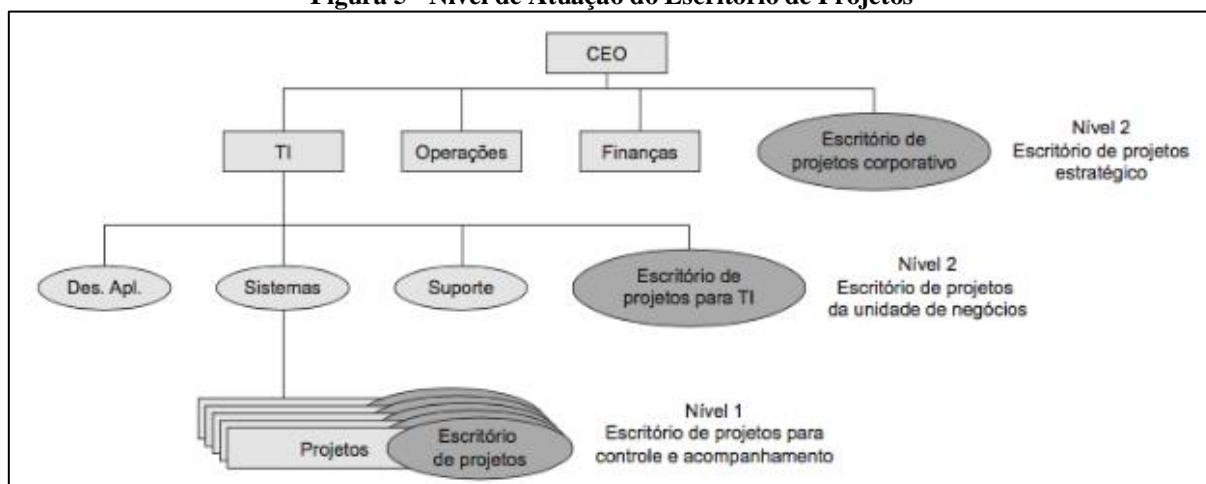 Figura 5 - Nível de Atuação do Escritório de Projetos
CEO
TI
Operações
Finanças
Escritório de
projetos corporativo
Nível 2
Escritório de projetos
estratégico
Des. Apl.
Sistemas
Suporte
Escritório de
projetos para TI
Nível 2
Escritório de projetos
da unidade de negócios
Projetos
Escritório
de projetos
Nível 1
Escritório de projetos para
controle e acompanhamento